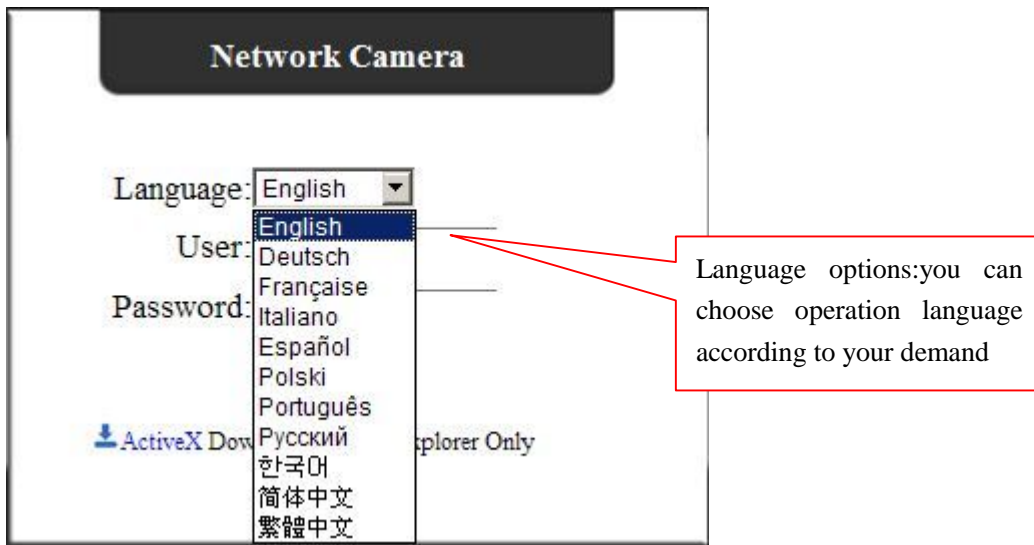 Network Camera
Language: English
English
User:
Deutsch
Française
Password:
Italiano
Español
Polski
Português
ActiveX Dow
Русский
xplorer Only
한국어
简体中文
繁體中文
Language options:you can
choose operation language
according to your demand